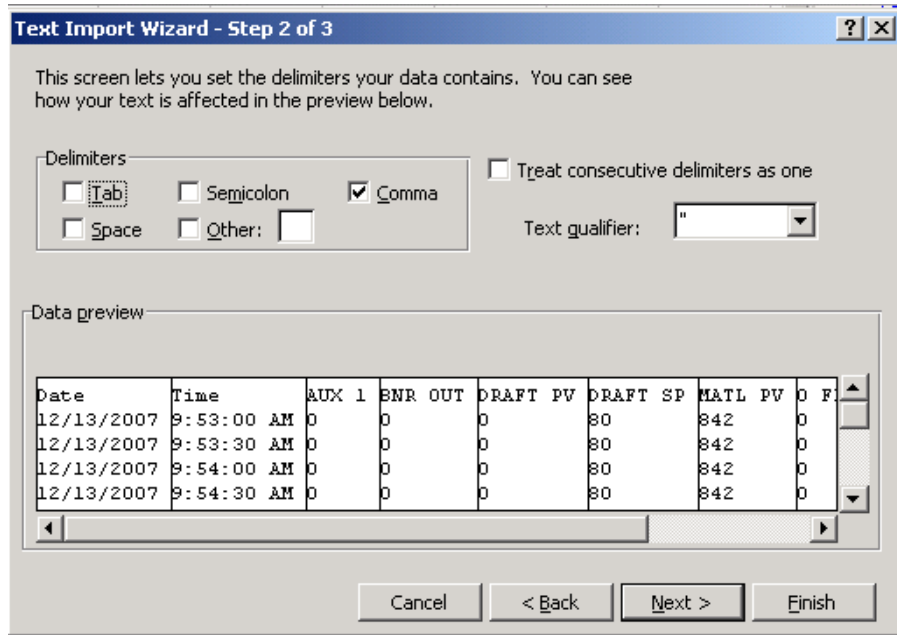 Text Import Wizard - Step 2 of 3
This screen lets you set the delimiters your data contains. You can see
how your text is affected in the preview below.
Delimiters
Tab Semicolon Comma
Space Other:
Treat consecutive delimiters as one
Text qualifier: "
Data preview
Date Time AUX 1 BNR OUT DRAFT PV DRAFT SP MATL PV O
12/13/2007 9:53:00 AM 0 0 0 80 842 0
12/13/2007 9:53:30 AM 0 0 0 80 842 0
12/13/2007 9:54:00 AM 0 0 0 80 842 0
12/13/2007 9:54:30 AM 0 0 0 80 842 0
Cancel < Back Next > Finish